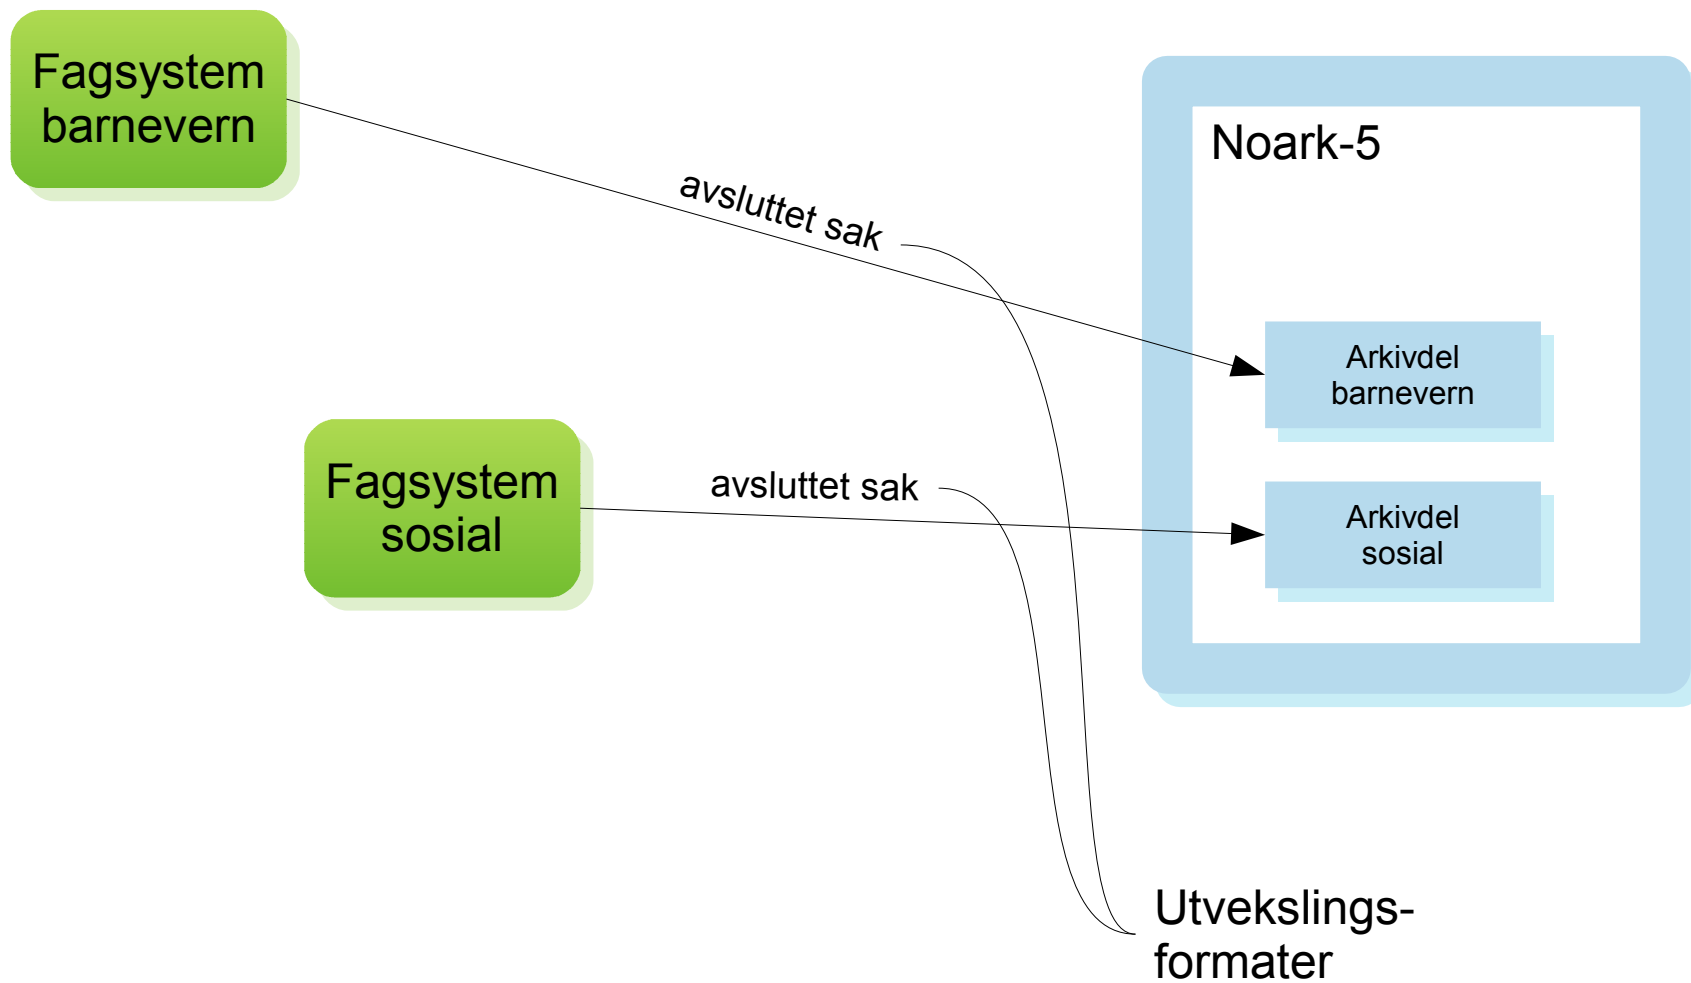 Fagsystem
barnevern
Noark-5
avsluttet sak
Arkivdel
barnevern
Fagsystem
sosial
avsluttet sak
Arkivdel
sosial
Utvekslings-
formater